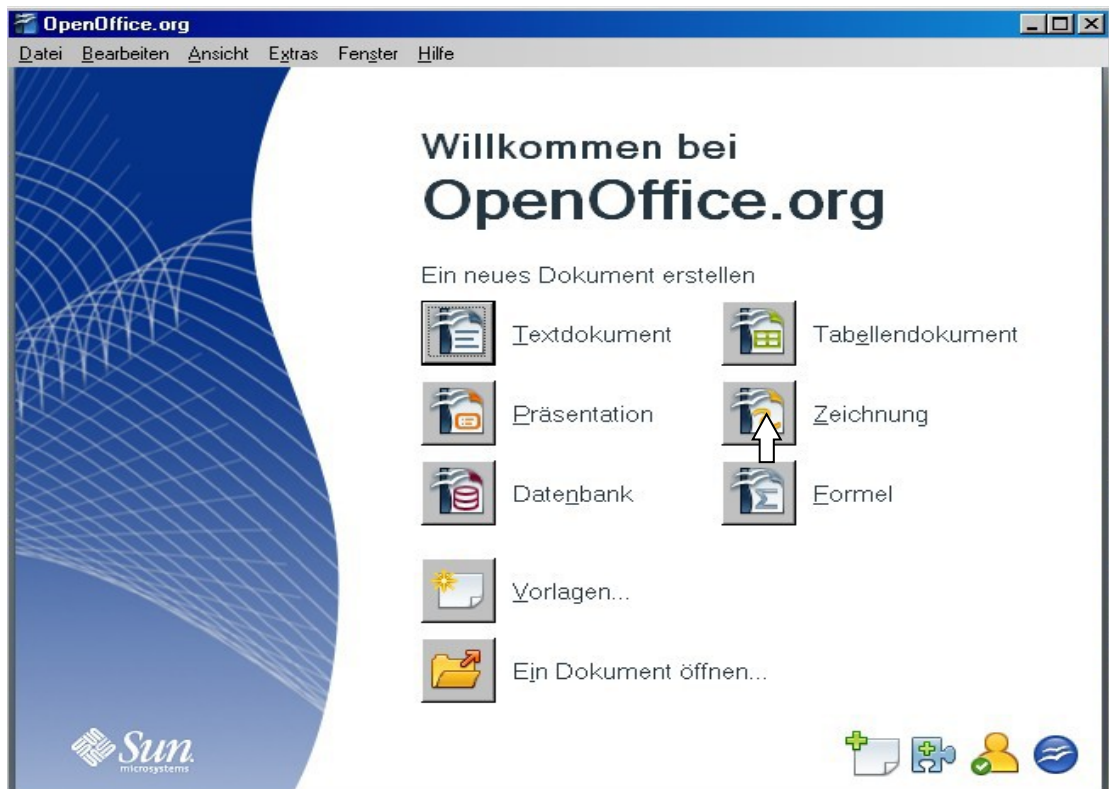 OpenOffice.org
Datei Bearbeiten Ansicht Extras Fenster Hilfe
Willkommen bei
OpenOffice.org
Ein neues Dokument erstellen
Textdokument Tabellendokument
Präsentation Zeichnung
Datenbank Formel
Vorlagen...
Ein Dokument öffnen...
Sun
microsystems